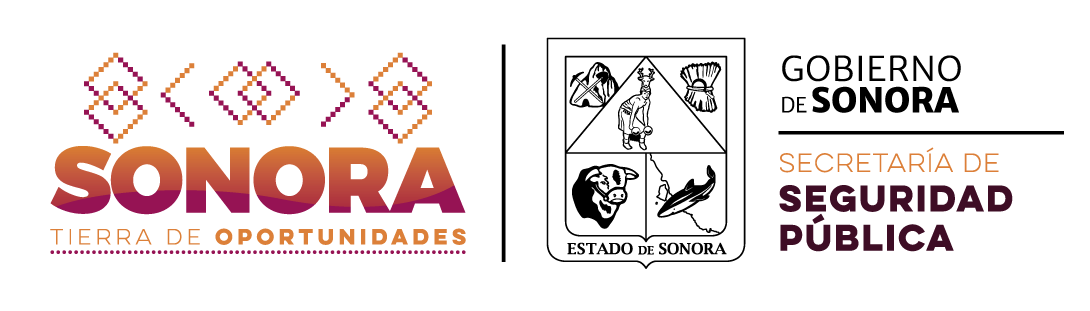 SONORA
TIERRA DE OPORTUNIDADES
ESTADO DE SONORA
GOBIERNO
DE SONORA
SECRETARÍA DE
SEGURIDAD
PÚBLICA